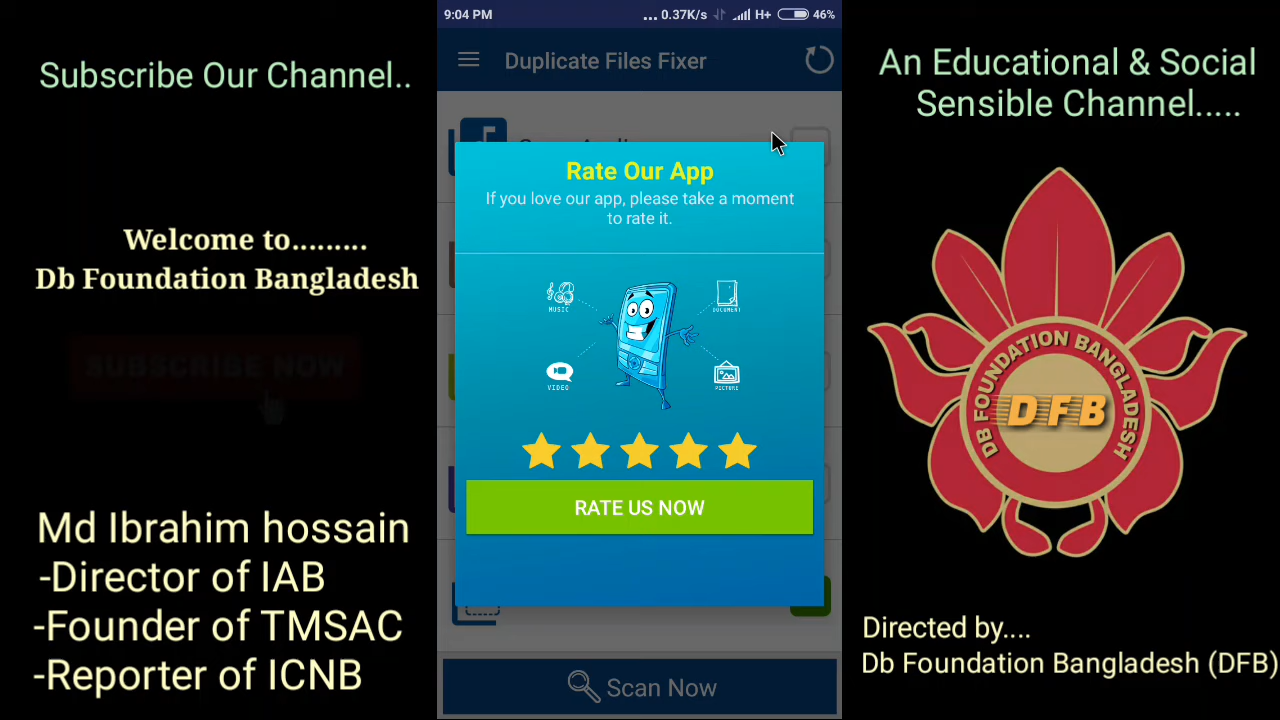 Subscribe Our Channel..
Welcome to.........
Db Foundation Bangladesh
SUBSCRIBE NOW
Md Ibrahim hossain
-Director of IAB
-Founder of TMSAC
-Reporter of ICNB
9:04 PM ... 0.37K/s H+ 46%
Duplicate Files Fixer
Rate Our App
If you love our app, please take a moment
to rate it.
MUSIC
DOCUMENT
VIDEO
PICTURE
RATE US NOW
Scan Now
An Educational & Social
Sensible Channel.....
DB FOUNDATION BANGLADESH
DFB
Directed by....
Db Foundation Bangladesh (DFB)